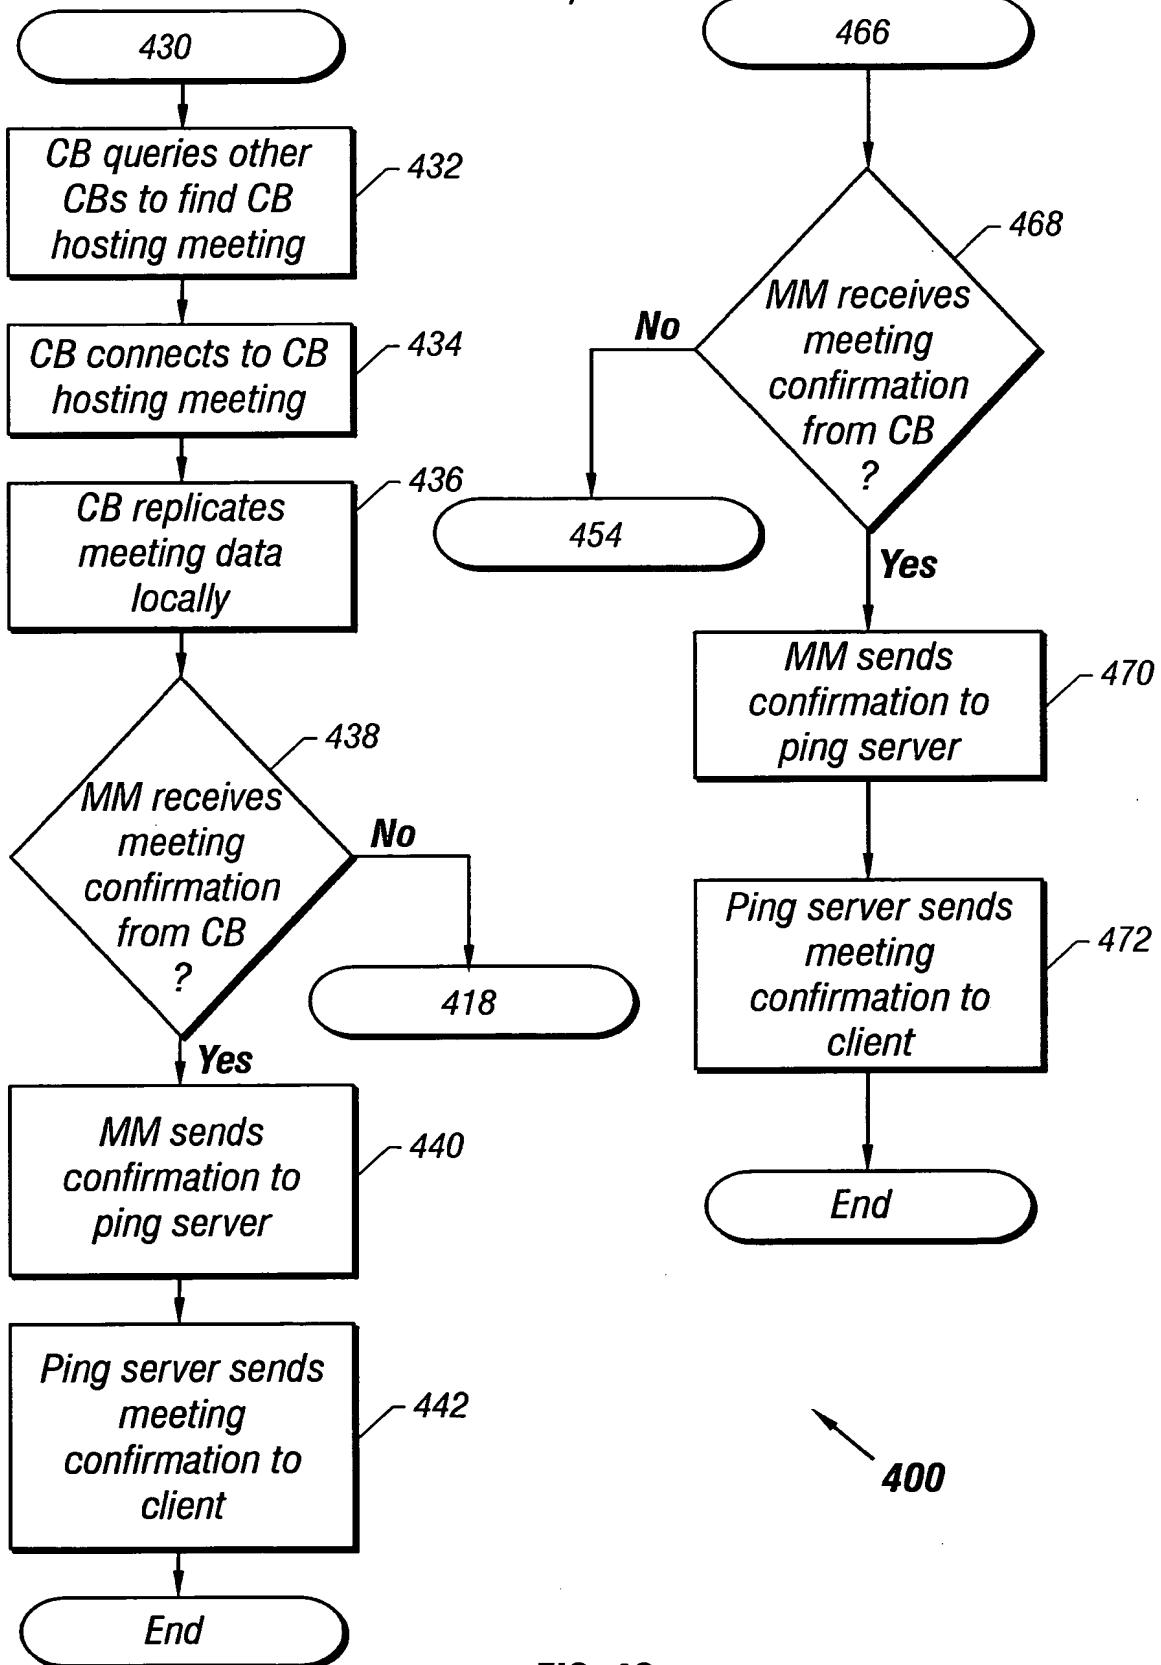 430
CB queries other
CBs to find CB
hosting meeting
432
CB connects to CB
hosting meeting
434
CB replicates
meeting data
locally
436
MM receives
meeting
confirmation
from CB
?
438
No
418
Yes
MM sends
confirmation to
ping server
440
Ping server sends
meeting
confirmation to
client
442
End
466
MM receives
meeting
confirmation
from CB
?
468
No
454
Yes
MM sends
confirmation to
ping server
470
Ping server sends
meeting
confirmation to
client
472
End
400